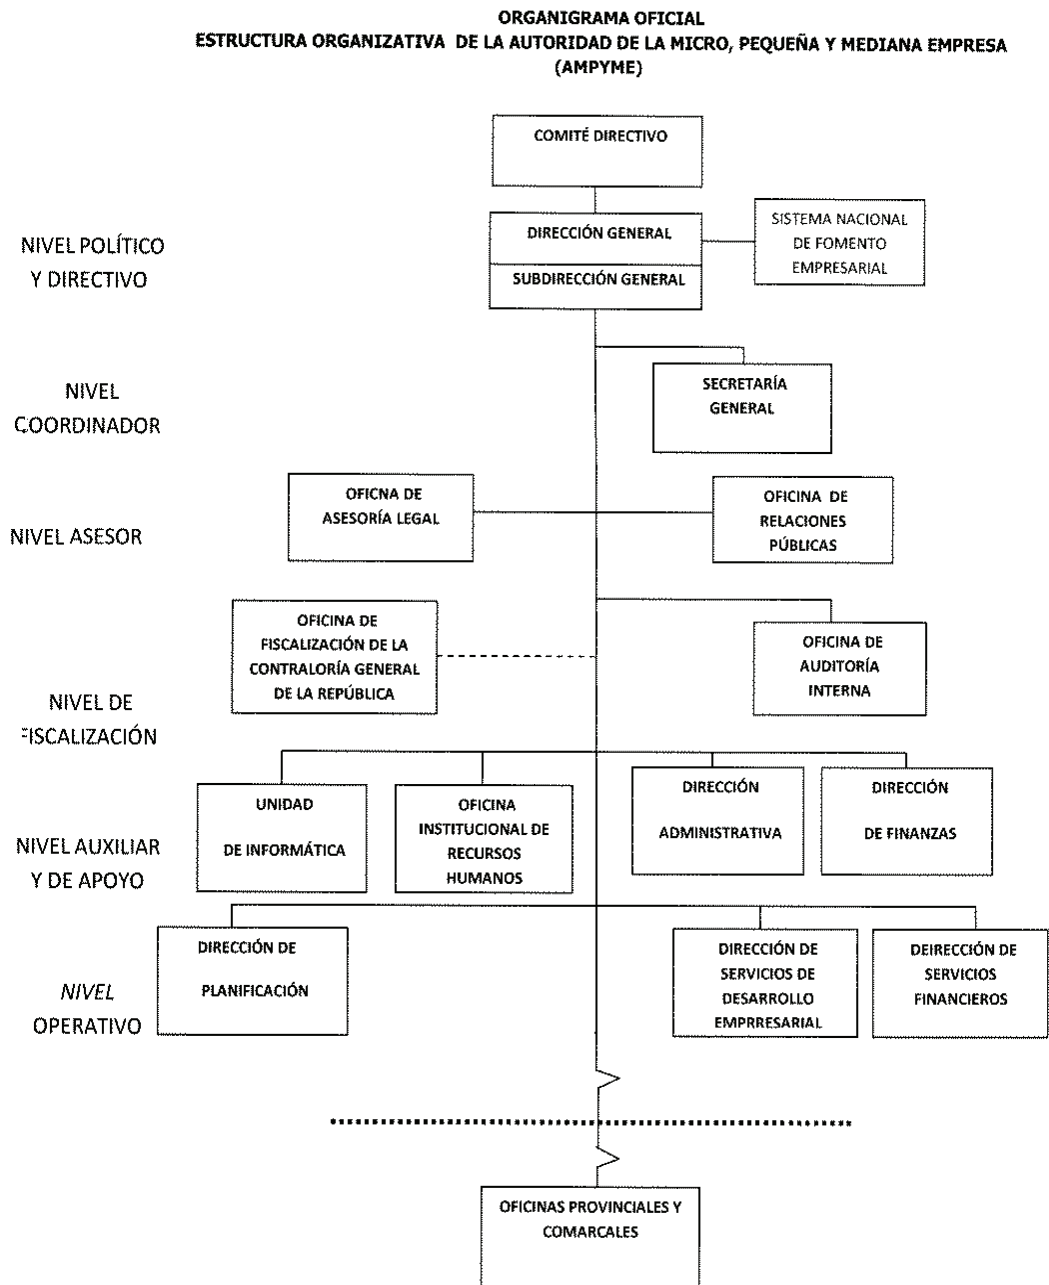 ORGANIGRAMA OFICIAL
ESTRUCTURA ORGANIZATIVA DE LA AUTORIDAD DE LA MICRO, PEQUEÑA Y MEDIANA EMPRESA
(AMPYME)
COMITÉ DIRECTIVO
NIVEL POLÍTICO
Y DIRECTIVO
DIRECCIÓN GENERAL
SUBDIRECCIÓN GENERAL
SISTEMA NACIONAL
DE FOMENTO
EMPRESARIAL
NIVEL
COORDINADOR
SECRETARÍA
GENERAL
NIVEL ASESOR
OFICNA DE
ASESORÍA LEGAL
OFICINA DE
RELACIONES
PÚBLICAS
NIVEL DE
FISCALIZACIÓN
OFICINA DE
FISCALIZACIÓN DE LA
CONTRALORÍA GENERAL
DE LA REPÚBLICA
OFICINA DE
AUDITORÍA
INTERNA
NIVEL AUXILIAR
Y DE APOYO
UNIDAD
DE INFORMÁTICA
OFICINA
INSTITUCIONAL DE
RECURSOS
HUMANOS
DIRECCIÓN
ADMINISTRATIVA
DIRECCIÓN
DE FINANZAS
NIVEL
OPERATIVO
DIRECCIÓN DE
PLANIFICACIÓN
DIRECCIÓN DE
SERVICIOS DE
DESARROLLO
EMPRRESARIAL
DEIRECCIÓN DE
SERVICIOS
FINANCIEROS
OFICINAS PROVINCIALES Y
COMARCALES